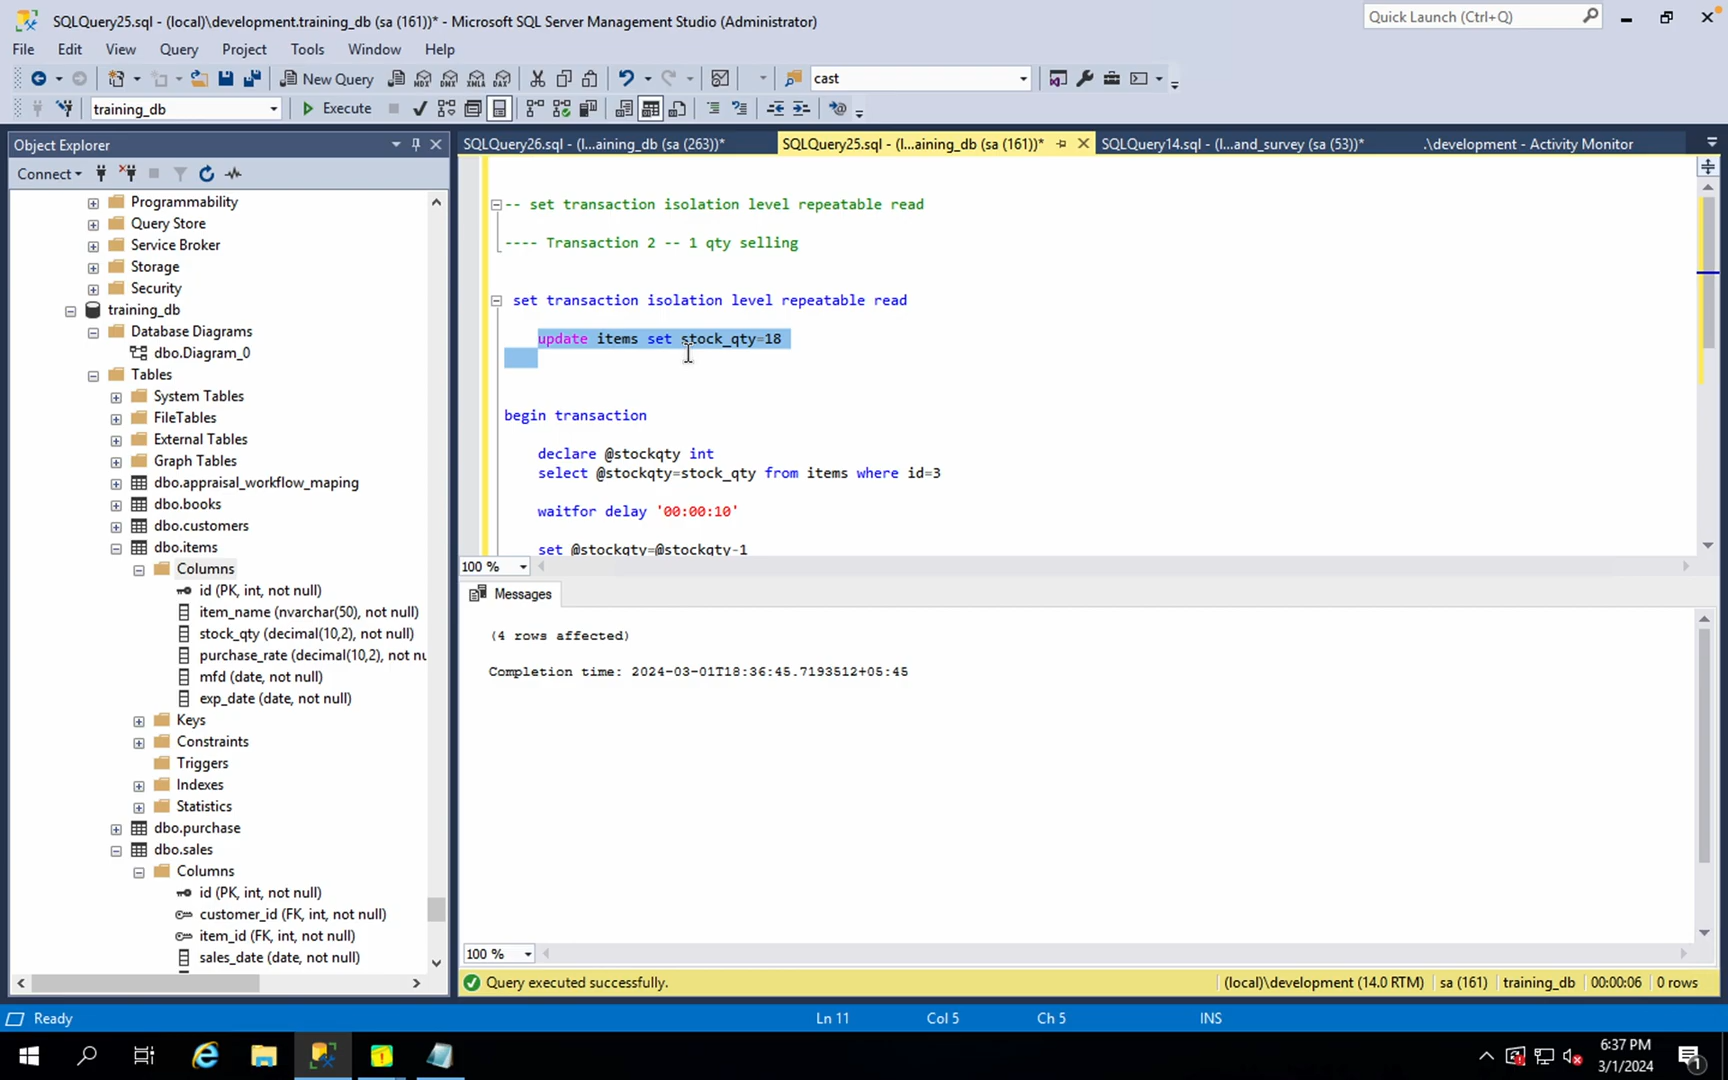 SQLQuery25.sql - (local)\development.training_db (sa (161))* - Microsoft SQL Server Management Studio (Administrator)
Quick Launch (Ctrl+Q)
File Edit View Query Project Tools Window Help
New Query
MDX DMX XMLA DAX
cast
training_db
Execute
Object Explorer
SQLQuery26.sql - (l...aining_db (sa (263))*
SQLQuery25.sql - (l...aining_db (sa (161))*
SQLQuery14.sql - (l...and_survey (sa (53))*
.\development - Activity Monitor
Connect
Programmability
Query Store
Service Broker
Storage
Security
training_db
Database Diagrams
dbo.Diagram_0
Tables
System Tables
FileTables
External Tables
Graph Tables
dbo.appraisal_workflow_maping
dbo.books
dbo.customers
dbo.items
Columns
id (PK, int, not null)
item_name (nvarchar(50), not null)
stock_qty (decimal(10,2), not null)
purchase_rate (decimal(10,2), not nu
mfd (date, not null)
exp_date (date, not null)
Keys
Constraints
Triggers
Indexes
Statistics
dbo.purchase
dbo.sales
Columns
id (PK, int, not null)
customer_id (FK, int, not null)
item_id (FK, int, not null)
sales_date (date, not null)
-- set transaction isolation level repeatable read
---- Transaction 2 -- 1 qty selling
set transaction isolation level repeatable read
update items set stock_qty=18
begin transaction
declare @stockqty int
select @stockqty=stock_qty from items where id=3
waitfor delay '00:00:10'
set @stockqty=@stockqty-1
100 %
Messages
(4 rows affected)
Completion time: 2024-03-01T18:36:45.7193512+05:45
100 %
Query executed successfully.
(local)\development (14.0 RTM) sa (161) training_db 00:00:06 0 rows
Ready
Ln 11 Col 5 Ch 5 INS
6:37 PM
3/1/2024
1